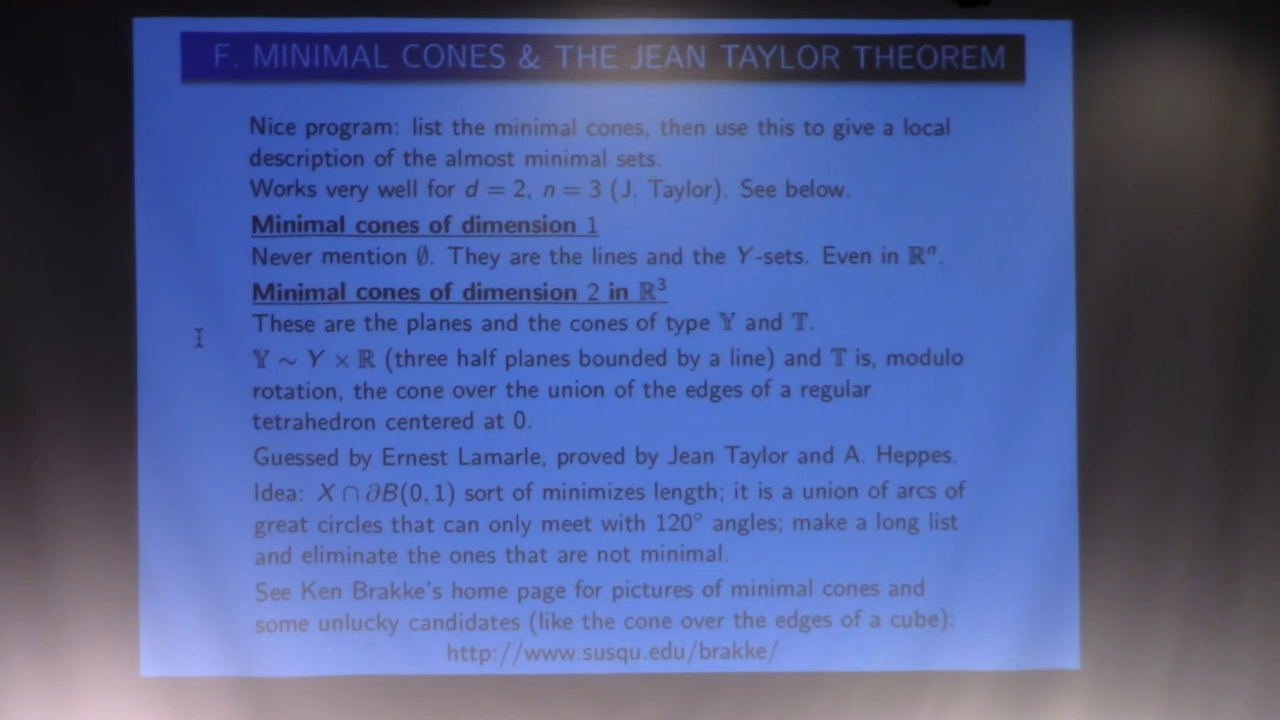 F. MINIMAL CONES & THE JEAN TAYLOR THEOREM
Nice program: list the minimal cones, then use this to give a local
description of the almost minimal sets.
Works very well for d = 2, n = 3 (J. Taylor). See below.
Minimal cones of dimension 1
Never mention ∅. They are the lines and the Y-sets. Even in ℝⁿ.
Minimal cones of dimension 2 in ℝ³
These are the planes and the cones of type 𝕐 and 𝕋.
𝕐 ∼ Y × ℝ (three half planes bounded by a line) and 𝕋 is, modulo
rotation, the cone over the union of the edges of a regular
tetrahedron centered at 0.
Guessed by Ernest Lamarle, proved by Jean Taylor and A. Heppes.
Idea: X ∩ ∂B(0, 1) sort of minimizes length; it is a union of arcs of
great circles that can only meet with 120° angles; make a long list
and eliminate the ones that are not minimal.
See Ken Brakke's home page for pictures of minimal cones and
some unlucky candidates (like the cone over the edges of a cube):
http://www.susqu.edu/brakke/